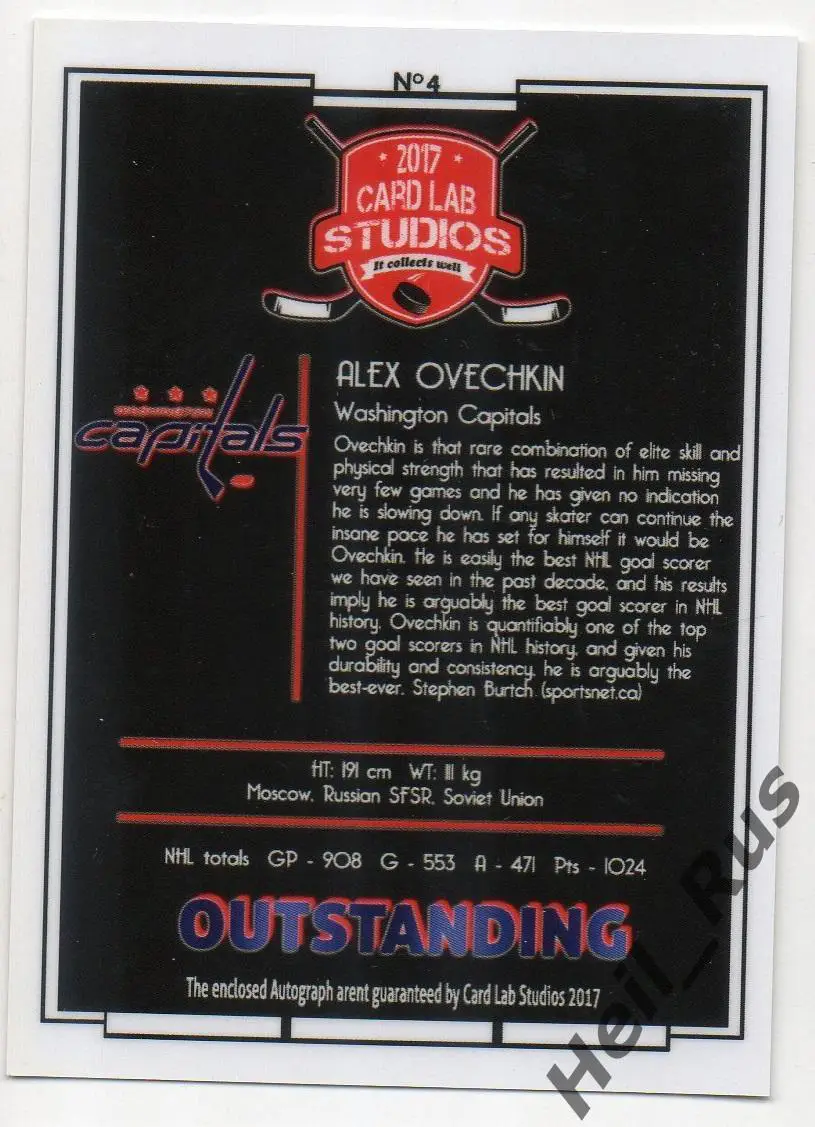 Nº4
2017
CARD LAB
STUDIOS
It collects well
capitals
ALEX OVECHKIN
Washington Capitals
Ovechkin is that rare combination of elite skill and
physical strength that has resulted in him missing
very few games and he has given no indication
he is slowing down. If any skater can continue the
insane pace he has set for himself it would be
Ovechkin. He is easily the best NHL goal scorer
we have seen in the past decade, and his results
imply he is arguably the best goal scorer in NHL
history. Ovechkin is quantifiably one of the top
two goal scorers in NHL history, and given his
durability and consistency, he is arguably the
best-ever. Stephen Burtch (sportsnet.ca)
HT: 191 cm WT: 111 kg
Moscow, Russian SFSR, Soviet Union
NHL totals GP - 908 G - 553 A - 471 Pts - 1024
OUTSTANDING
The enclosed Autograph arent guaranteed by Card Lab Studios 2017
Heil_Rus